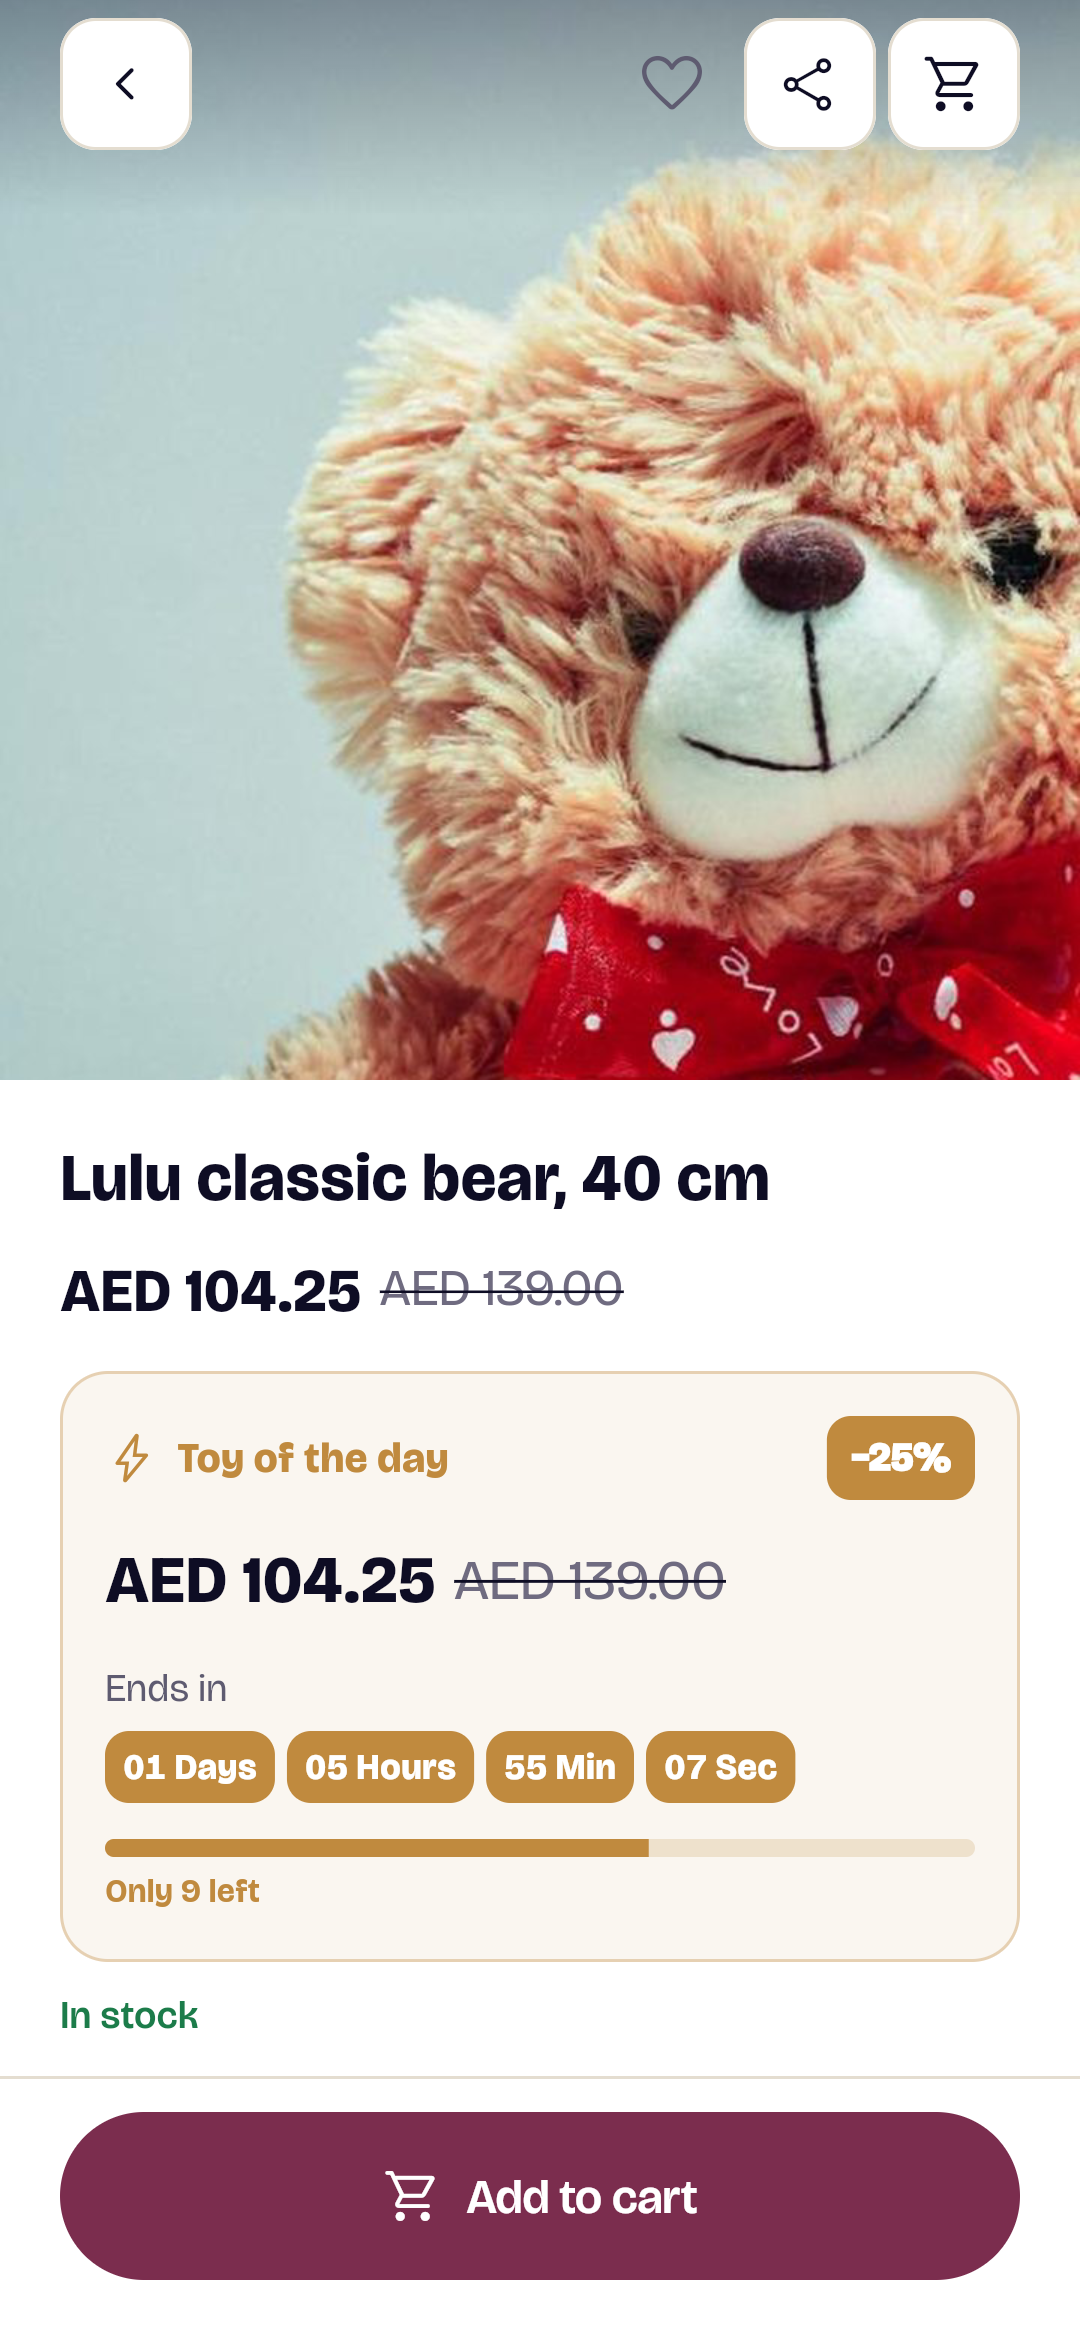 Lulu classic bear, 40 cm
AED 104.25 AED 139.00
Toy of the day
-25%
AED 104.25 AED 139.00
Ends in
01 Days 05 Hours 55 Min 07 Sec
Only 9 left
In stock
Add to cart